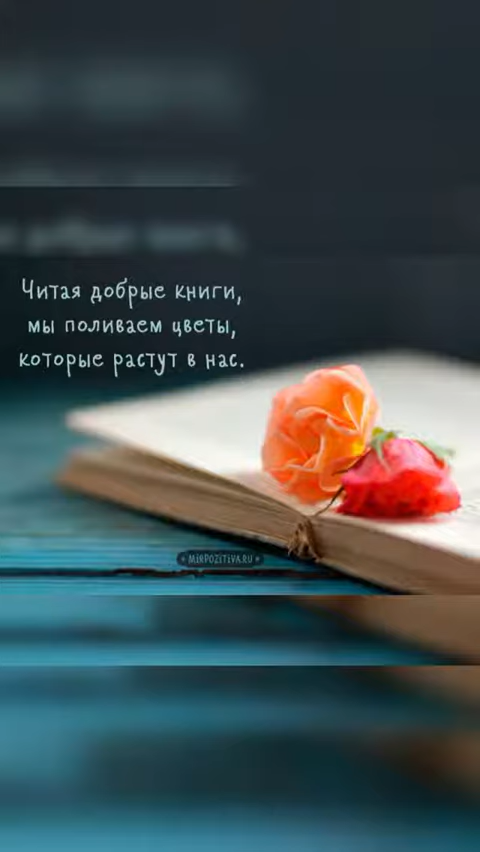 Читая добрые книги,
мы поливаем цветы,
которые растут в нас.
MIRPOZITIVA.RU